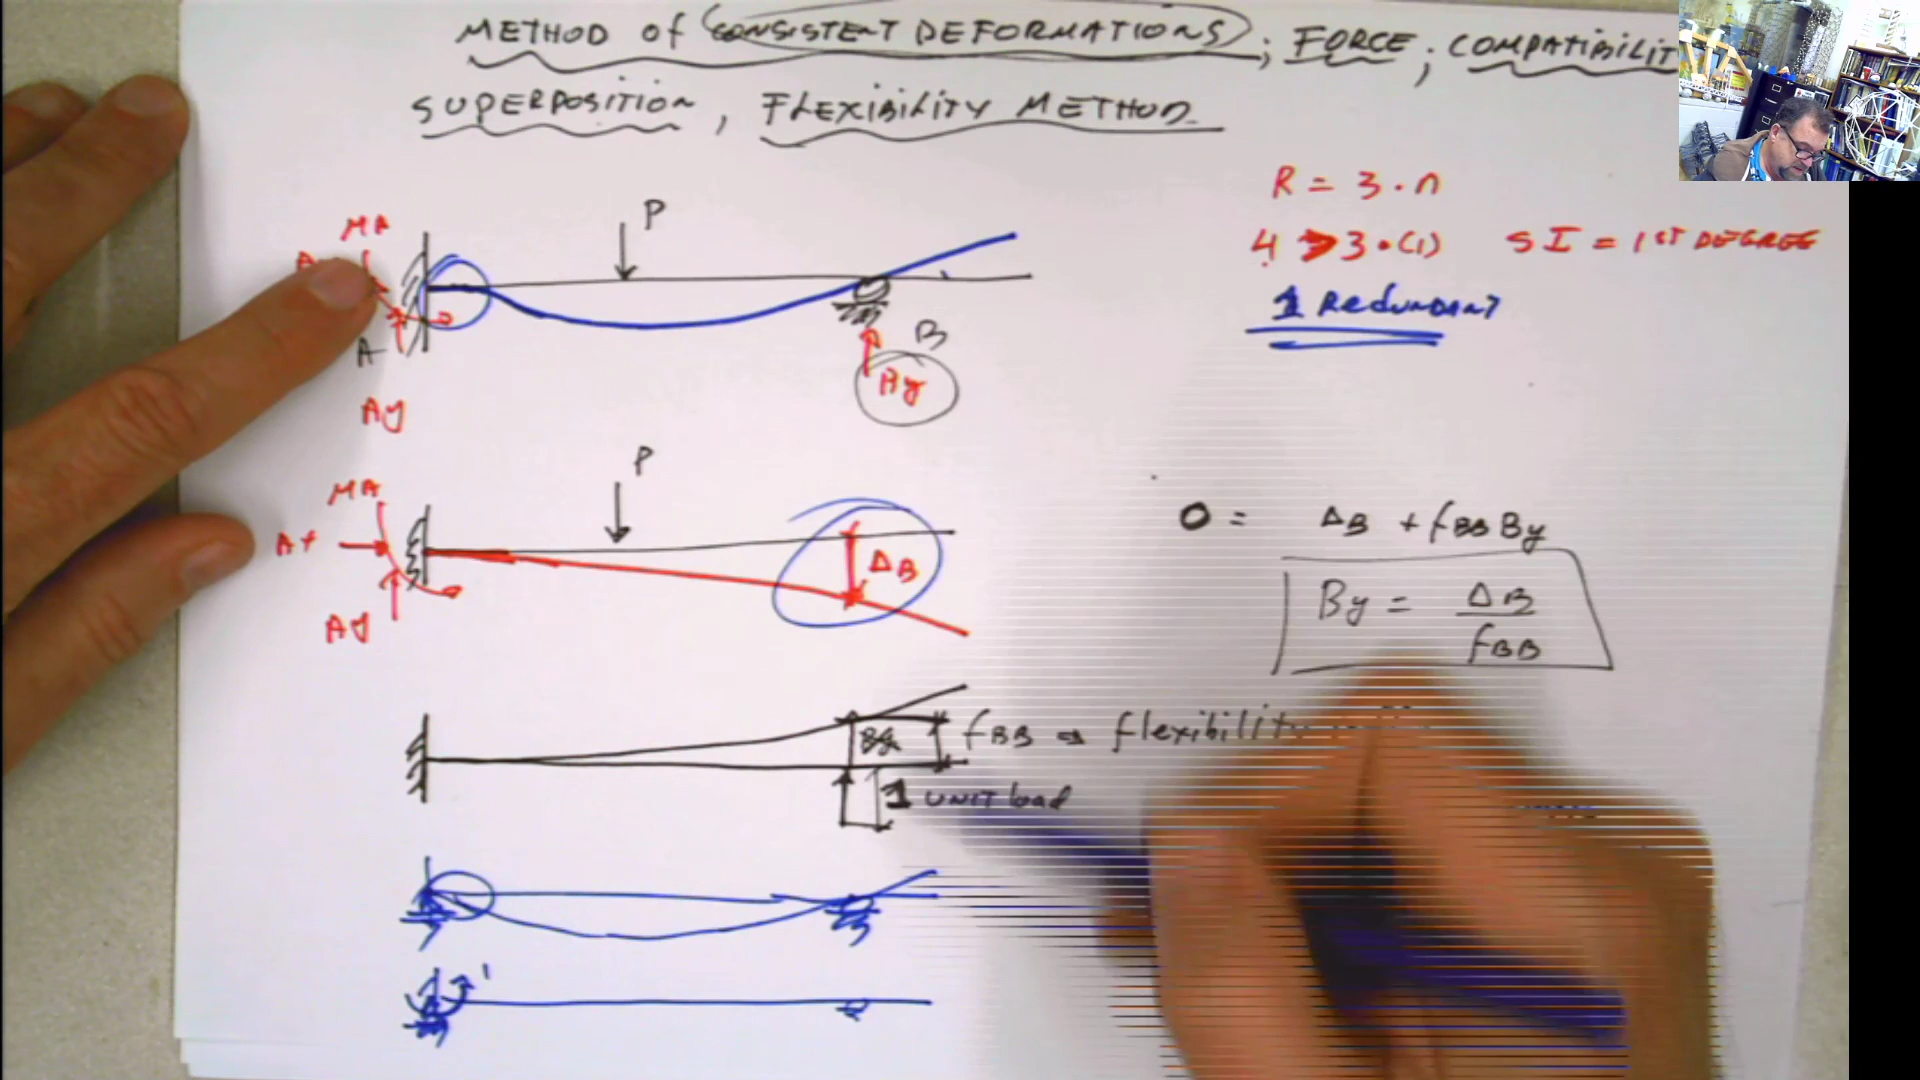 METHOD of CONSISTENT DEFORMATIONS; FORCE; COMPATIBILIT
SUPERPOSITION, FLEXIBILITY METHOD
R = 3·n
4 > 3·(1) SI = 1ST DEGREE
1 Redundant
P
MA
A
A
Ay
B
By
P
MA
Ax
Ay
ΔB
0 = ΔB + fBB By
By = ΔB / fBB
fBB → flexibility
1 unit load
1